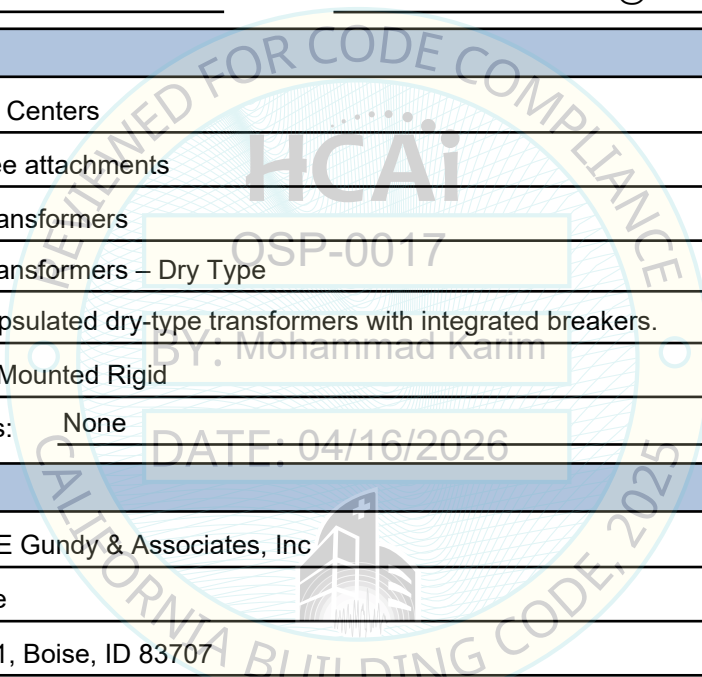 REVIEWED FOR CODE COMPLIANCE
Centers
HCAi
ee attachments
ansformers
OSP-0017
ansformers – Dry Type
psulated dry-type transformers with integrated breakers.
BY: Mohammad Karim
Mounted Rigid
s: None
DATE: 04/16/2026
E Gundy & Associates, Inc
e
1, Boise, ID 83707
CALIFORNIA BUILDING CODE, 2025